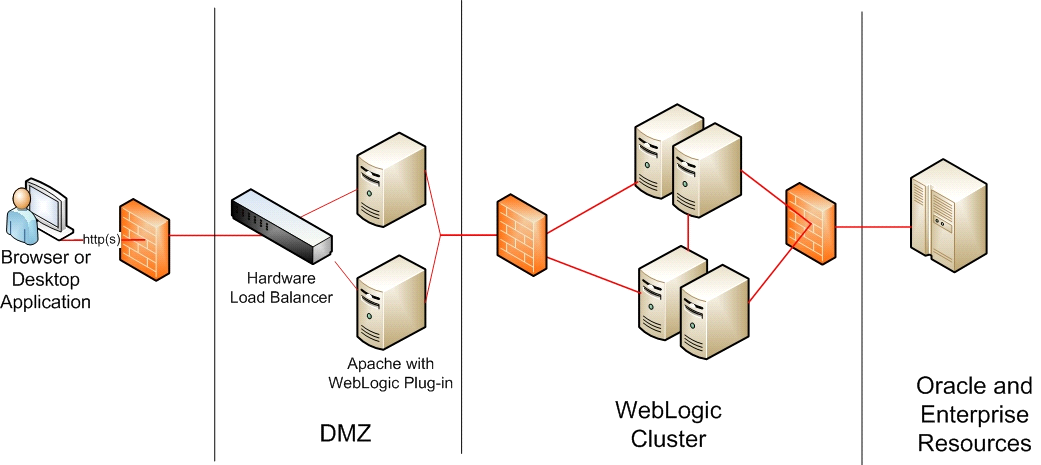 http(s)
Browser or
Desktop
Application
Hardware
Load Balancer
Apache with
WebLogic Plug-in
DMZ
WebLogic
Cluster
Oracle and
Enterprise
Resources